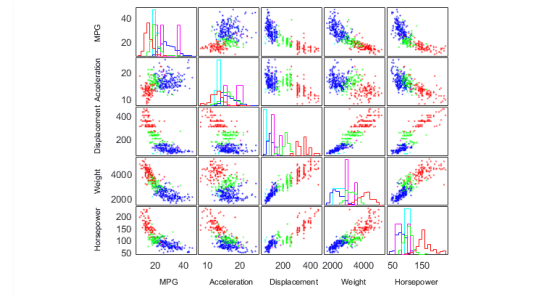 MPG
40
20
Acceleration
20
10
Displacement
400
200
Weight
4000
2000
Horsepower
200
150
100
50
20 40 10 20 200 400 2000 4000 50 150
MPG Acceleration Displacement Weight Horsepower